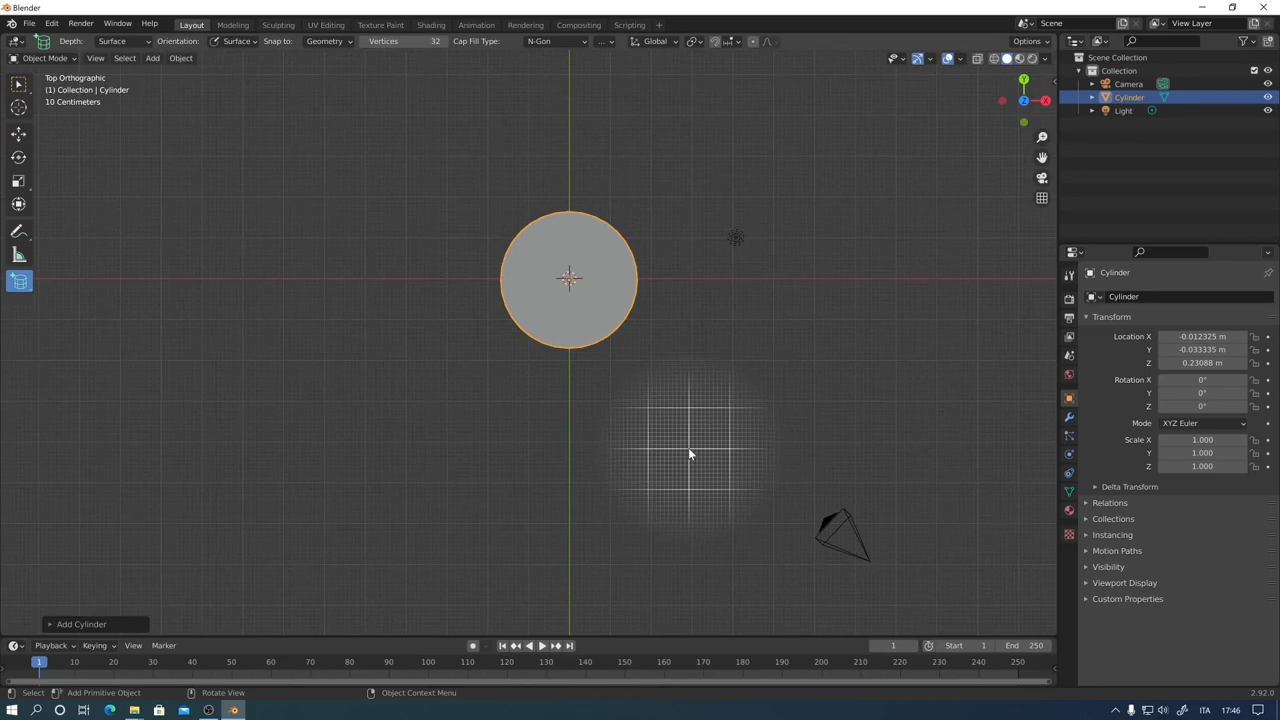 Blender
File Edit Render Window Help Layout Modeling Sculpting UV Editing Texture Paint Shading Animation Rendering Compositing Scripting + Scene View Layer
Depth: Surface Orientation: Surface Snap to: Geometry Vertices 32 Cap Fill Type: N-Gon ... Global Options
Object Mode View Select Add Object
Top Orthographic
(1) Collection | Cylinder
10 Centimeters
Y
Z
X
Add Cylinder
Scene Collection
Collection
Camera
Cylinder
Light
Cylinder
Cylinder
Transform
Location X -0.012325 m
Y -0.033335 m
Z 0.23088 m
Rotation X 0°
Y 0°
Z 0°
Mode XYZ Euler
Scale X 1.000
Y 1.000
Z 1.000
Delta Transform
Relations
Collections
Instancing
Motion Paths
Visibility
Viewport Display
Custom Properties
Playback Keying View Marker 1 Start 1 End 250
1 10 20 30 40 50 60 70 80 90 100 110 120 130 140 150 160 170 180 190 200 210 220 230 240 250
Select Add Primitive Object Rotate View Object Context Menu 2.92.0
ITA 17:46